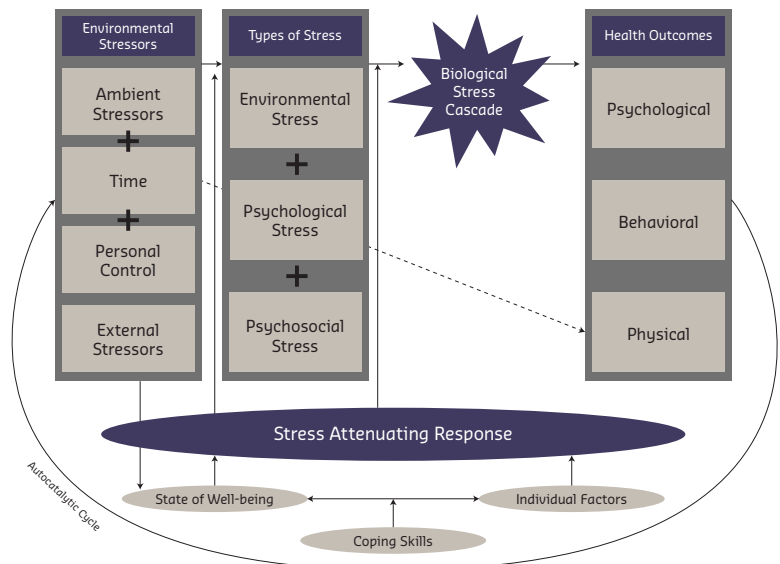 Environmental
Stressors
Ambient
Stressors
+
Time
+
Personal
Control
External
Stressors
Types of Stress
Environmental
Stress
+
Psychological
Stress
+
Psychosocial
Stress
Biological
Stress
Cascade
Health Outcomes
Psychological
Behavioral
Physical
Stress Attenuating Response
State of Well-being
Individual Factors
Coping Skills
Autocatalytic Cycle